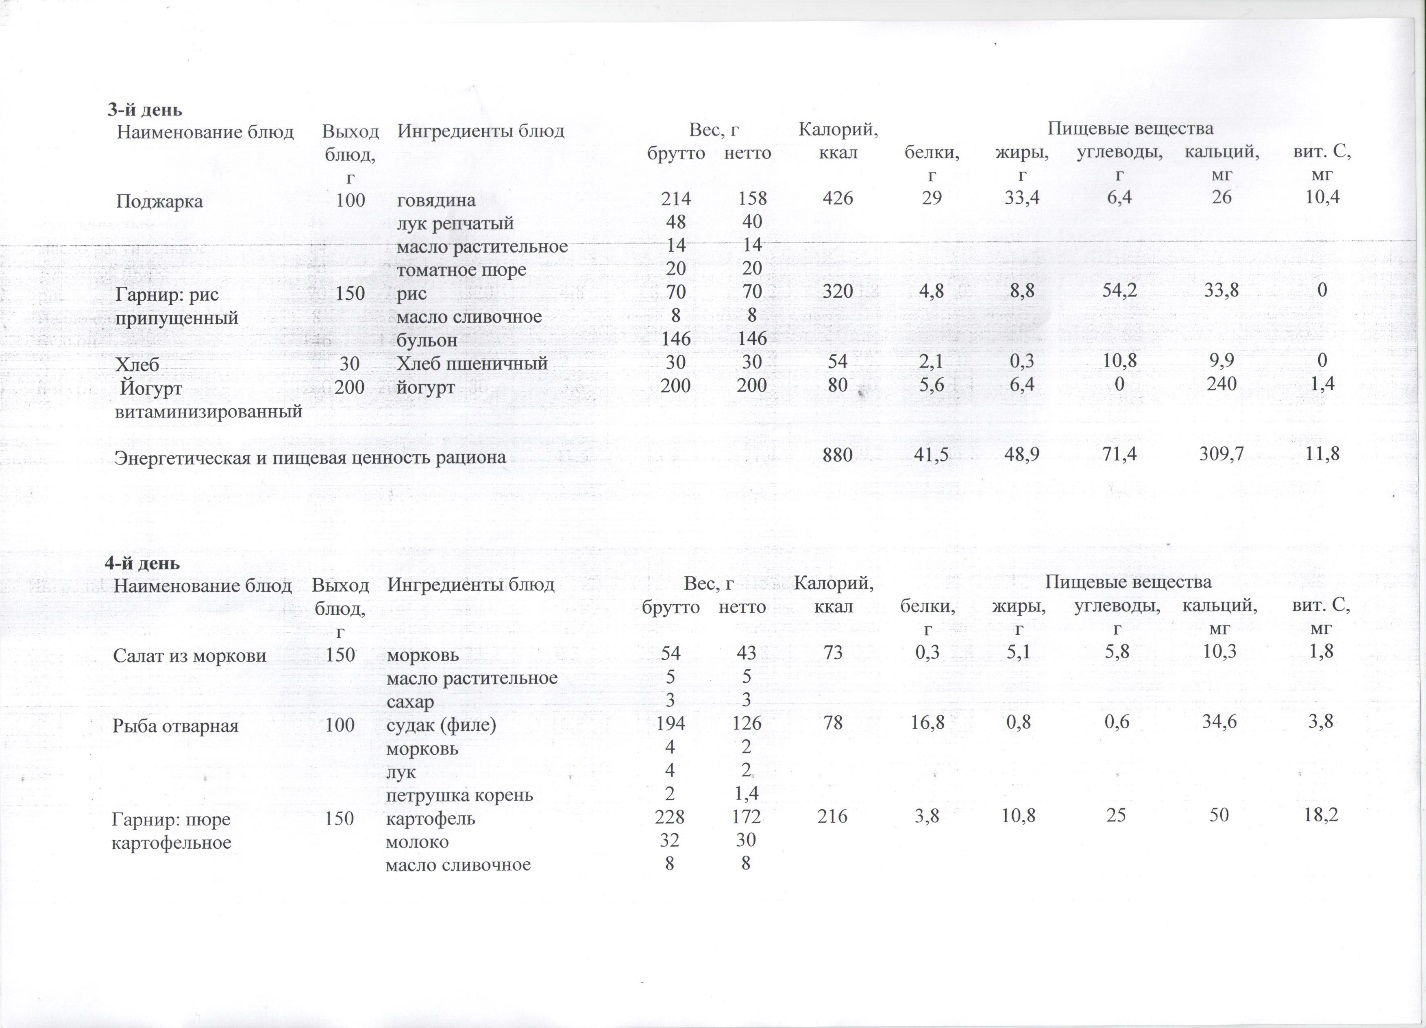 3-й день
Наименование блюд Выход Ингредиенты блюд Вес, г Калорий, Пищевые вещества
блюд, брутто нетто ккал белки, жиры, углеводы, кальций, вит. С,
г г г г мг мг
Поджарка 100 говядина 214 158 426 29 33,4 6,4 26 10,4
лук репчатый 48 40
масло растительное 14 14
томатное пюре 20 20
Гарнир: рис 150 рис 70 70 320 4,8 8,8 54,2 33,8 0
припущенный масло сливочное 8 8
бульон 146 146
Хлеб 30 Хлеб пшеничный 30 30 54 2,1 0,3 10,8 9,9 0
Йогурт 200 йогурт 200 200 80 5,6 6,4 0 240 1,4
витаминизированный
Энергетическая и пищевая ценность рациона 880 41,5 48,9 71,4 309,7 11,8
4-й день
Наименование блюд Выход Ингредиенты блюд Вес, г Калорий, Пищевые вещества
блюд, брутто нетто ккал белки, жиры, углеводы, кальций, вит. С,
г г г г мг мг
Салат из моркови 150 морковь 54 43 73 0,3 5,1 5,8 10,3 1,8
масло растительное 5 5
сахар 3 3
Рыба отварная 100 судак (филе) 194 126 78 16,8 0,8 0,6 34,6 3,8
морковь 4 2
лук 4 2
петрушка корень 2 1,4
Гарнир: пюре 150 картофель 228 172 216 3,8 10,8 25 50 18,2
картофельное молоко 32 30
масло сливочное 8 8